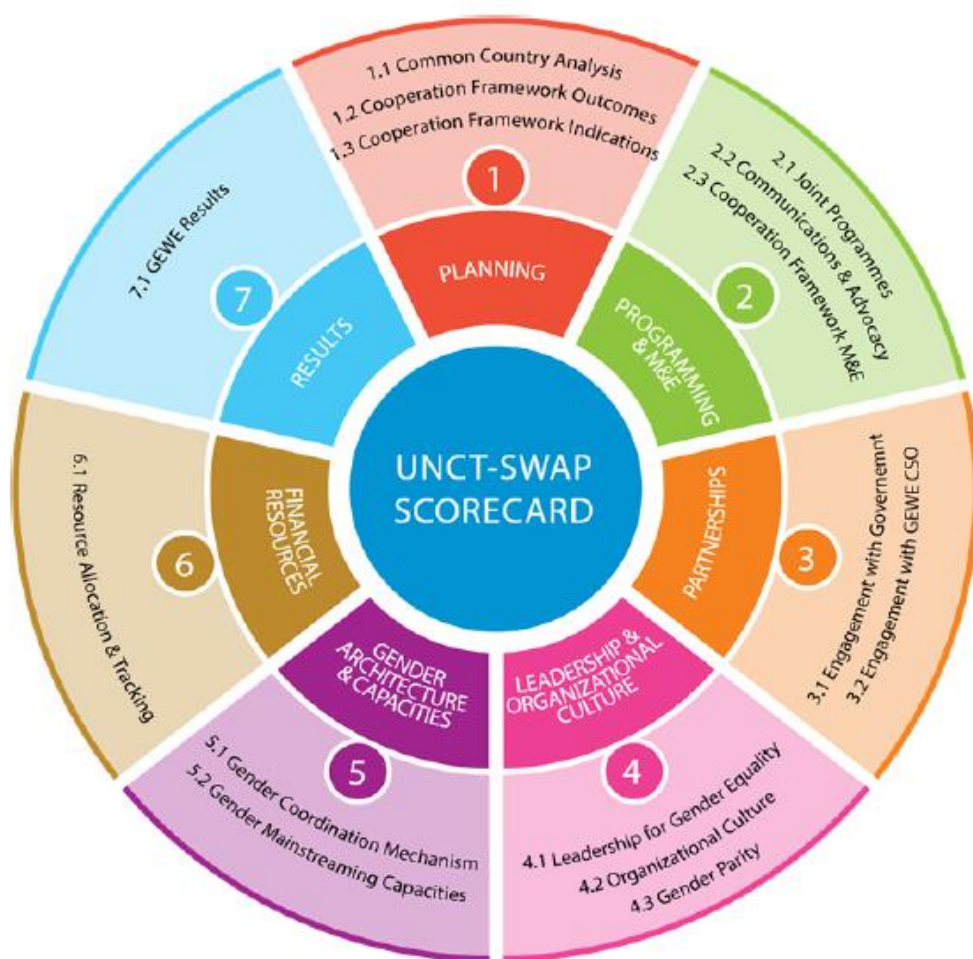 UNCT-SWAP
SCORECARD
1
PLANNING
1.1 Common Country Analysis
1.2 Cooperation Framework Outcomes
1.3 Cooperation Framework Indications
2
PROGRAMMING
& M&E
2.1 Joint Programmes
2.2 Communications & Advocacy
2.3 Cooperation Framework M&E
3
PARTNERSHIPS
3.1 Engagement with Governemnt
3.2 Engagement with GEWE CSO
4
LEADERSHIP &
ORGANIZATIONAL
CULTURE
4.1 Leadership for Gender Equality
4.2 Organizational Culture
4.3 Gender Parity
5
GENDER
ARCHITECTURE
& CAPACITIES
5.1 Gender Coordination Mechanism
5.2 Gender Mainstreaming Capacities
6
FINANCIAL
RESOURCES
6.1 Resource Allocation & Tracking
7
RESULTS
7.1 GEWE Results